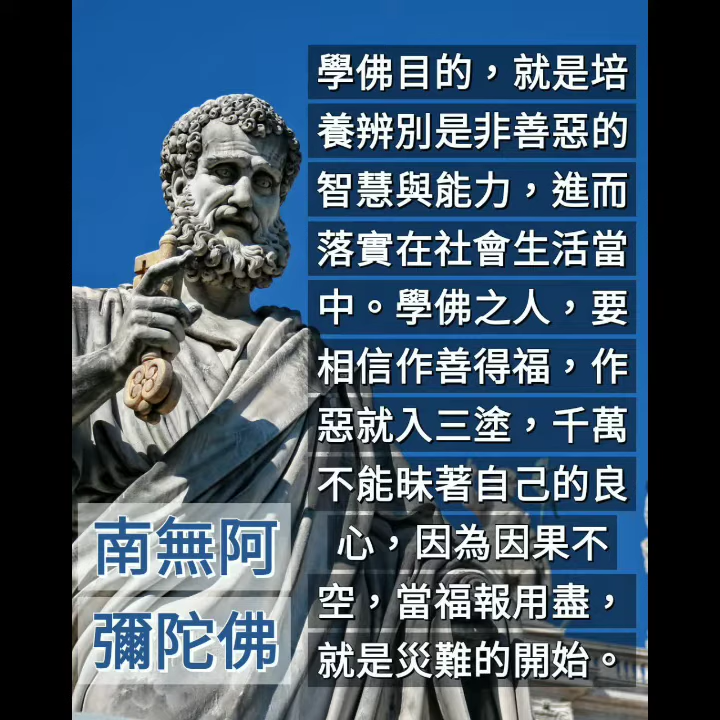 學佛目的，就是培
養辨別是非善惡的
智慧與能力，進而
落實在社會生活當
中。學佛之人，要
相信作善得福，作
惡就入三塗，千萬
不能昧著自己的良
心，因為因果不
空，當福報用盡，
就是災難的開始。
南無阿
彌陀佛